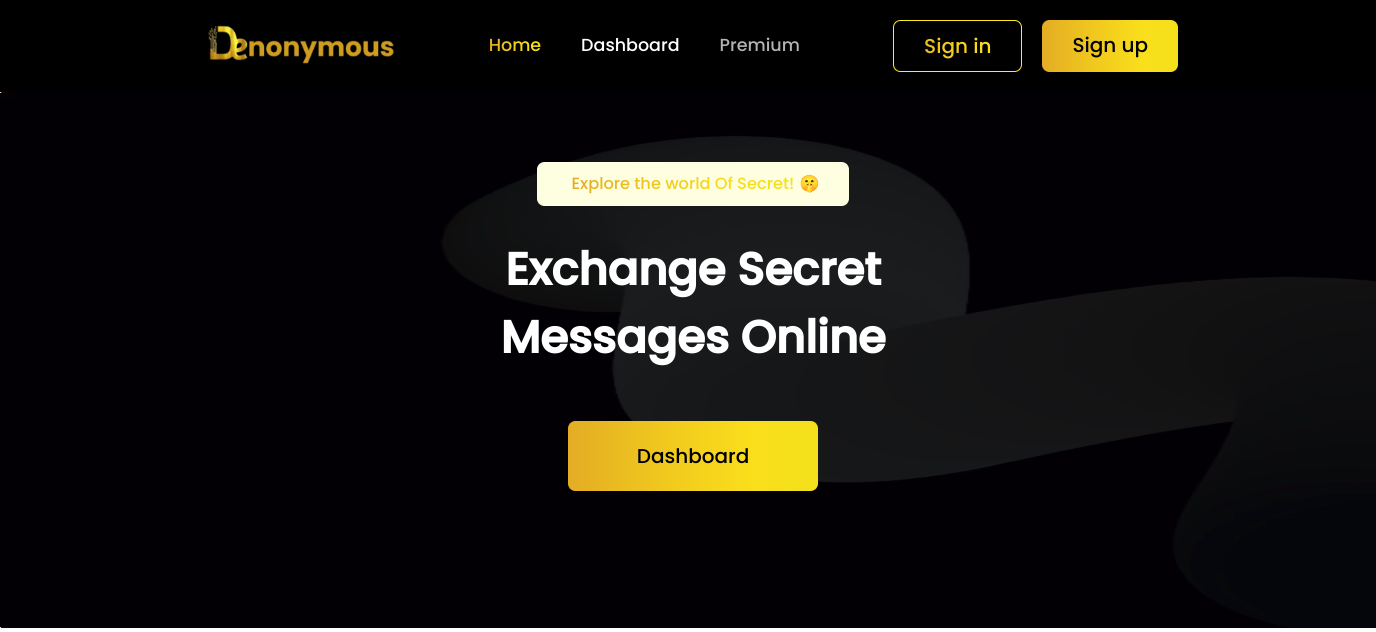 Denonymous
Home
Dashboard
Premium
Sign in
Sign up
Explore the world Of Secret! 🤫
Exchange Secret
Messages Online
Dashboard